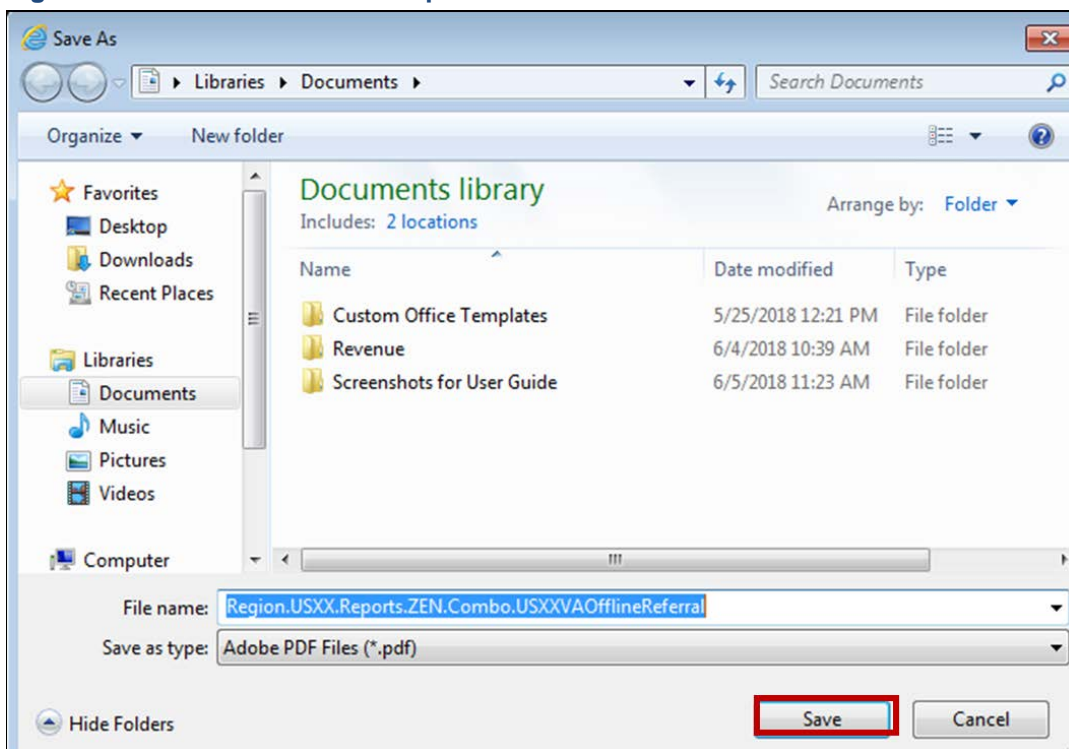 Save As
Libraries Documents
Search Documents
Organize New folder
Favorites
Desktop
Downloads
Recent Places
Libraries
Documents
Music
Pictures
Videos
Computer
Documents library
Includes: 2 locations
Arrange by: Folder
Name Date modified Type
Custom Office Templates 5/25/2018 12:21 PM File folder
Revenue 6/4/2018 10:39 AM File folder
Screenshots for User Guide 6/5/2018 11:23 AM File folder
File name: Region.USXX.Reports.ZEN.Combo.USXXVAOfflineReferral
Save as type: Adobe PDF Files (*.pdf)
Hide Folders
Save Cancel